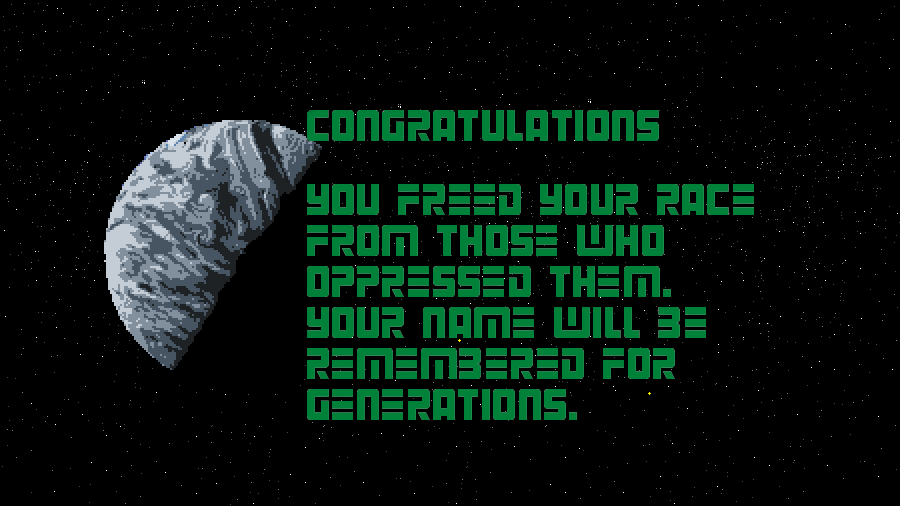 CONGRATULATIONS
YOU FREED YOUR RACE
FROM THOSE WHO
OPPRESSED THEM.
YOUR NAME WILL BE
REMEMBERED FOR
GENERATIONS.